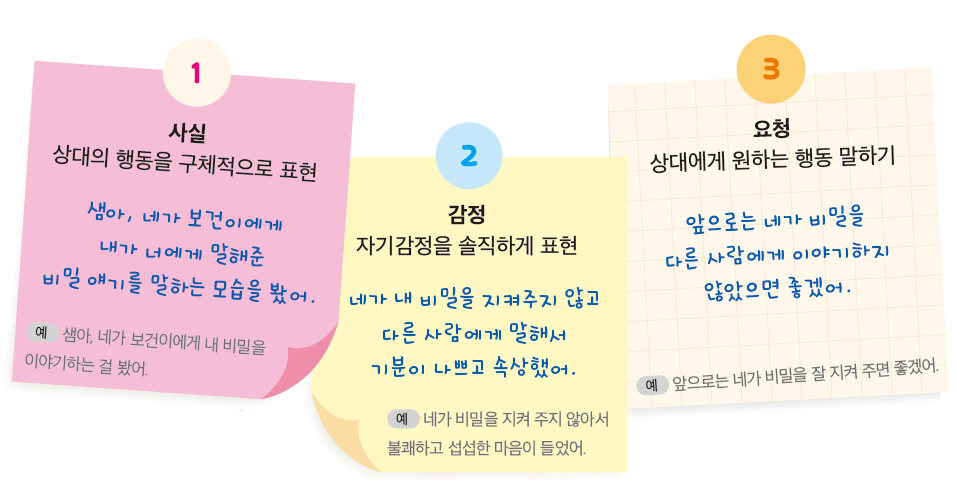 1
사실
상대의 행동을 구체적으로 표현
샘아, 네가 보건이에게
내가 너에게 말해준
비밀 얘기를 말하는 모습을 봤어.
예 샘아, 네가 보건이에게 내 비밀을
이야기하는 걸 봤어.
2
감정
자기감정을 솔직하게 표현
네가 내 비밀을 지켜주지 않고
다른 사람에게 말해서
기분이 나쁘고 속상했어.
예 네가 비밀을 지켜 주지 않아서
불쾌하고 섭섭한 마음이 들었어.
3
요청
상대에게 원하는 행동 말하기
앞으로는 네가 비밀을
다른 사람에게 이야기하지
않았으면 좋겠어.
예 앞으로는 네가 비밀을 잘 지켜 주면 좋겠어.